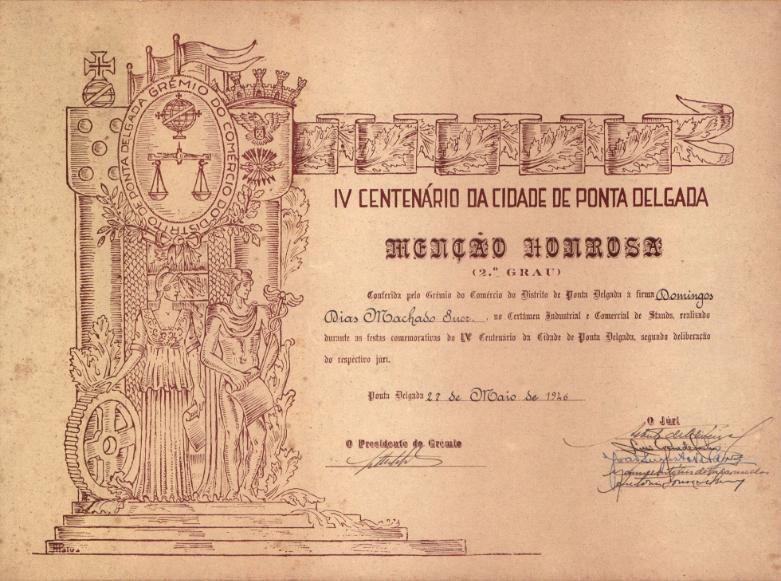 GRÉMIO DO COMÉRCIO DO DISTRITO DE PONTA DELGADA
IV CENTENÁRIO DA CIDADE DE PONTA DELGADA
MENÇÃO HONROSA
(2.º GRAU)
Conferida pelo Grémio do Comércio do Distrito de Ponta Delgada à firma Domingos
Dias Machado Sucr., no Certâmen Industrial e Comercial de Stands, realizado
durante as festas comemorativas do IV Centenário da Cidade de Ponta Delgada, segundo deliberação
do respectivo júri.
Ponta Delgada 27 de Maio de 1946
O Presidente do Grémio
O Júri